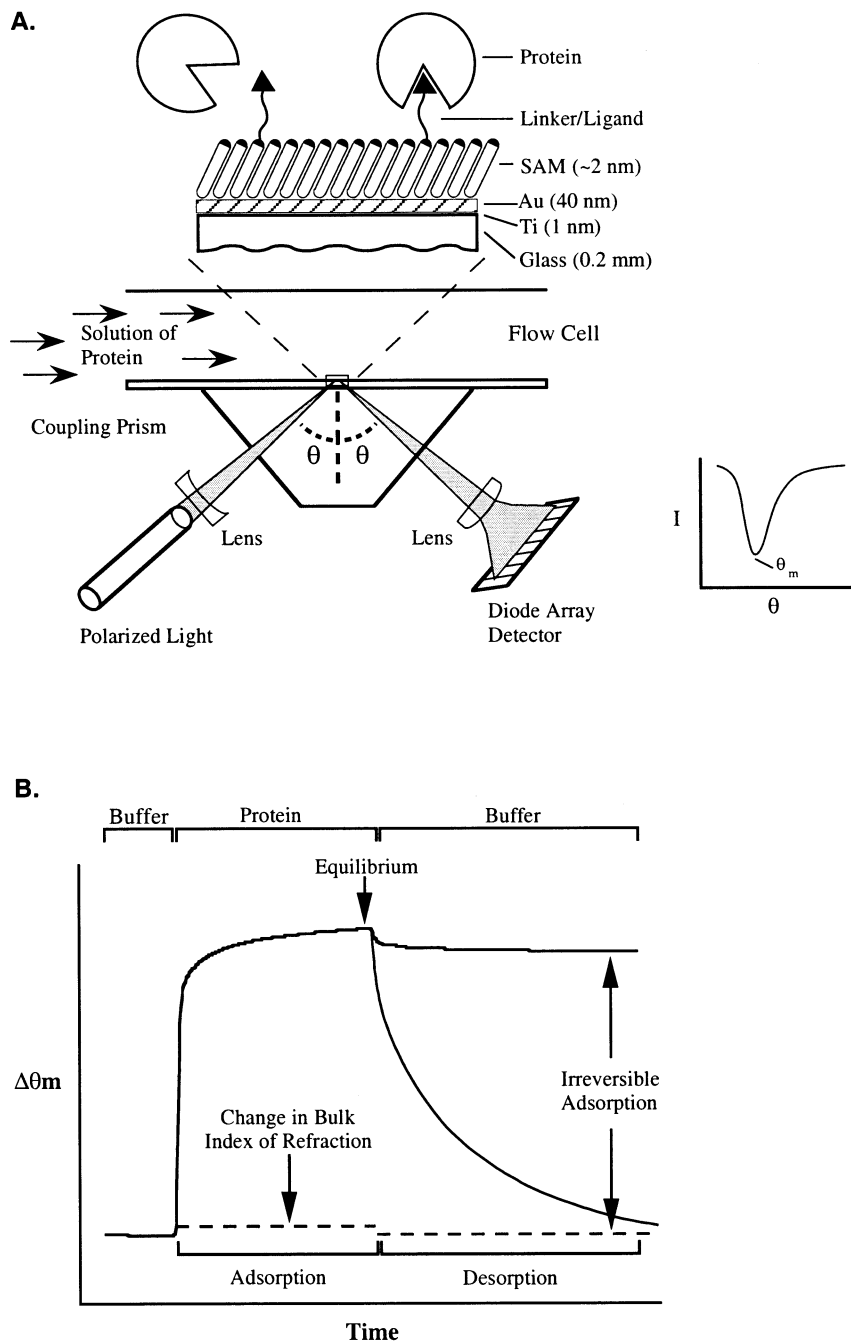 A.
Protein
Linker/Ligand
SAM (~2 nm)
Au (40 nm)
Ti (1 nm)
Glass (0.2 mm)
Solution of
Protein
Flow Cell
Coupling Prism
θ θ
Lens
Lens
Polarized Light
Diode Array
Detector
I
θm
θ
B.
Buffer Protein Buffer
Equilibrium
Δθm
Irreversible
Adsorption
Change in Bulk
Index of Refraction
Adsorption Desorption
Time